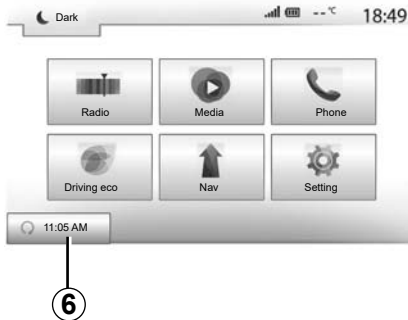 Dark
--°C
18:49
Radio
Media
Phone
Driving eco
Nav
Setting
11:05 AM
6